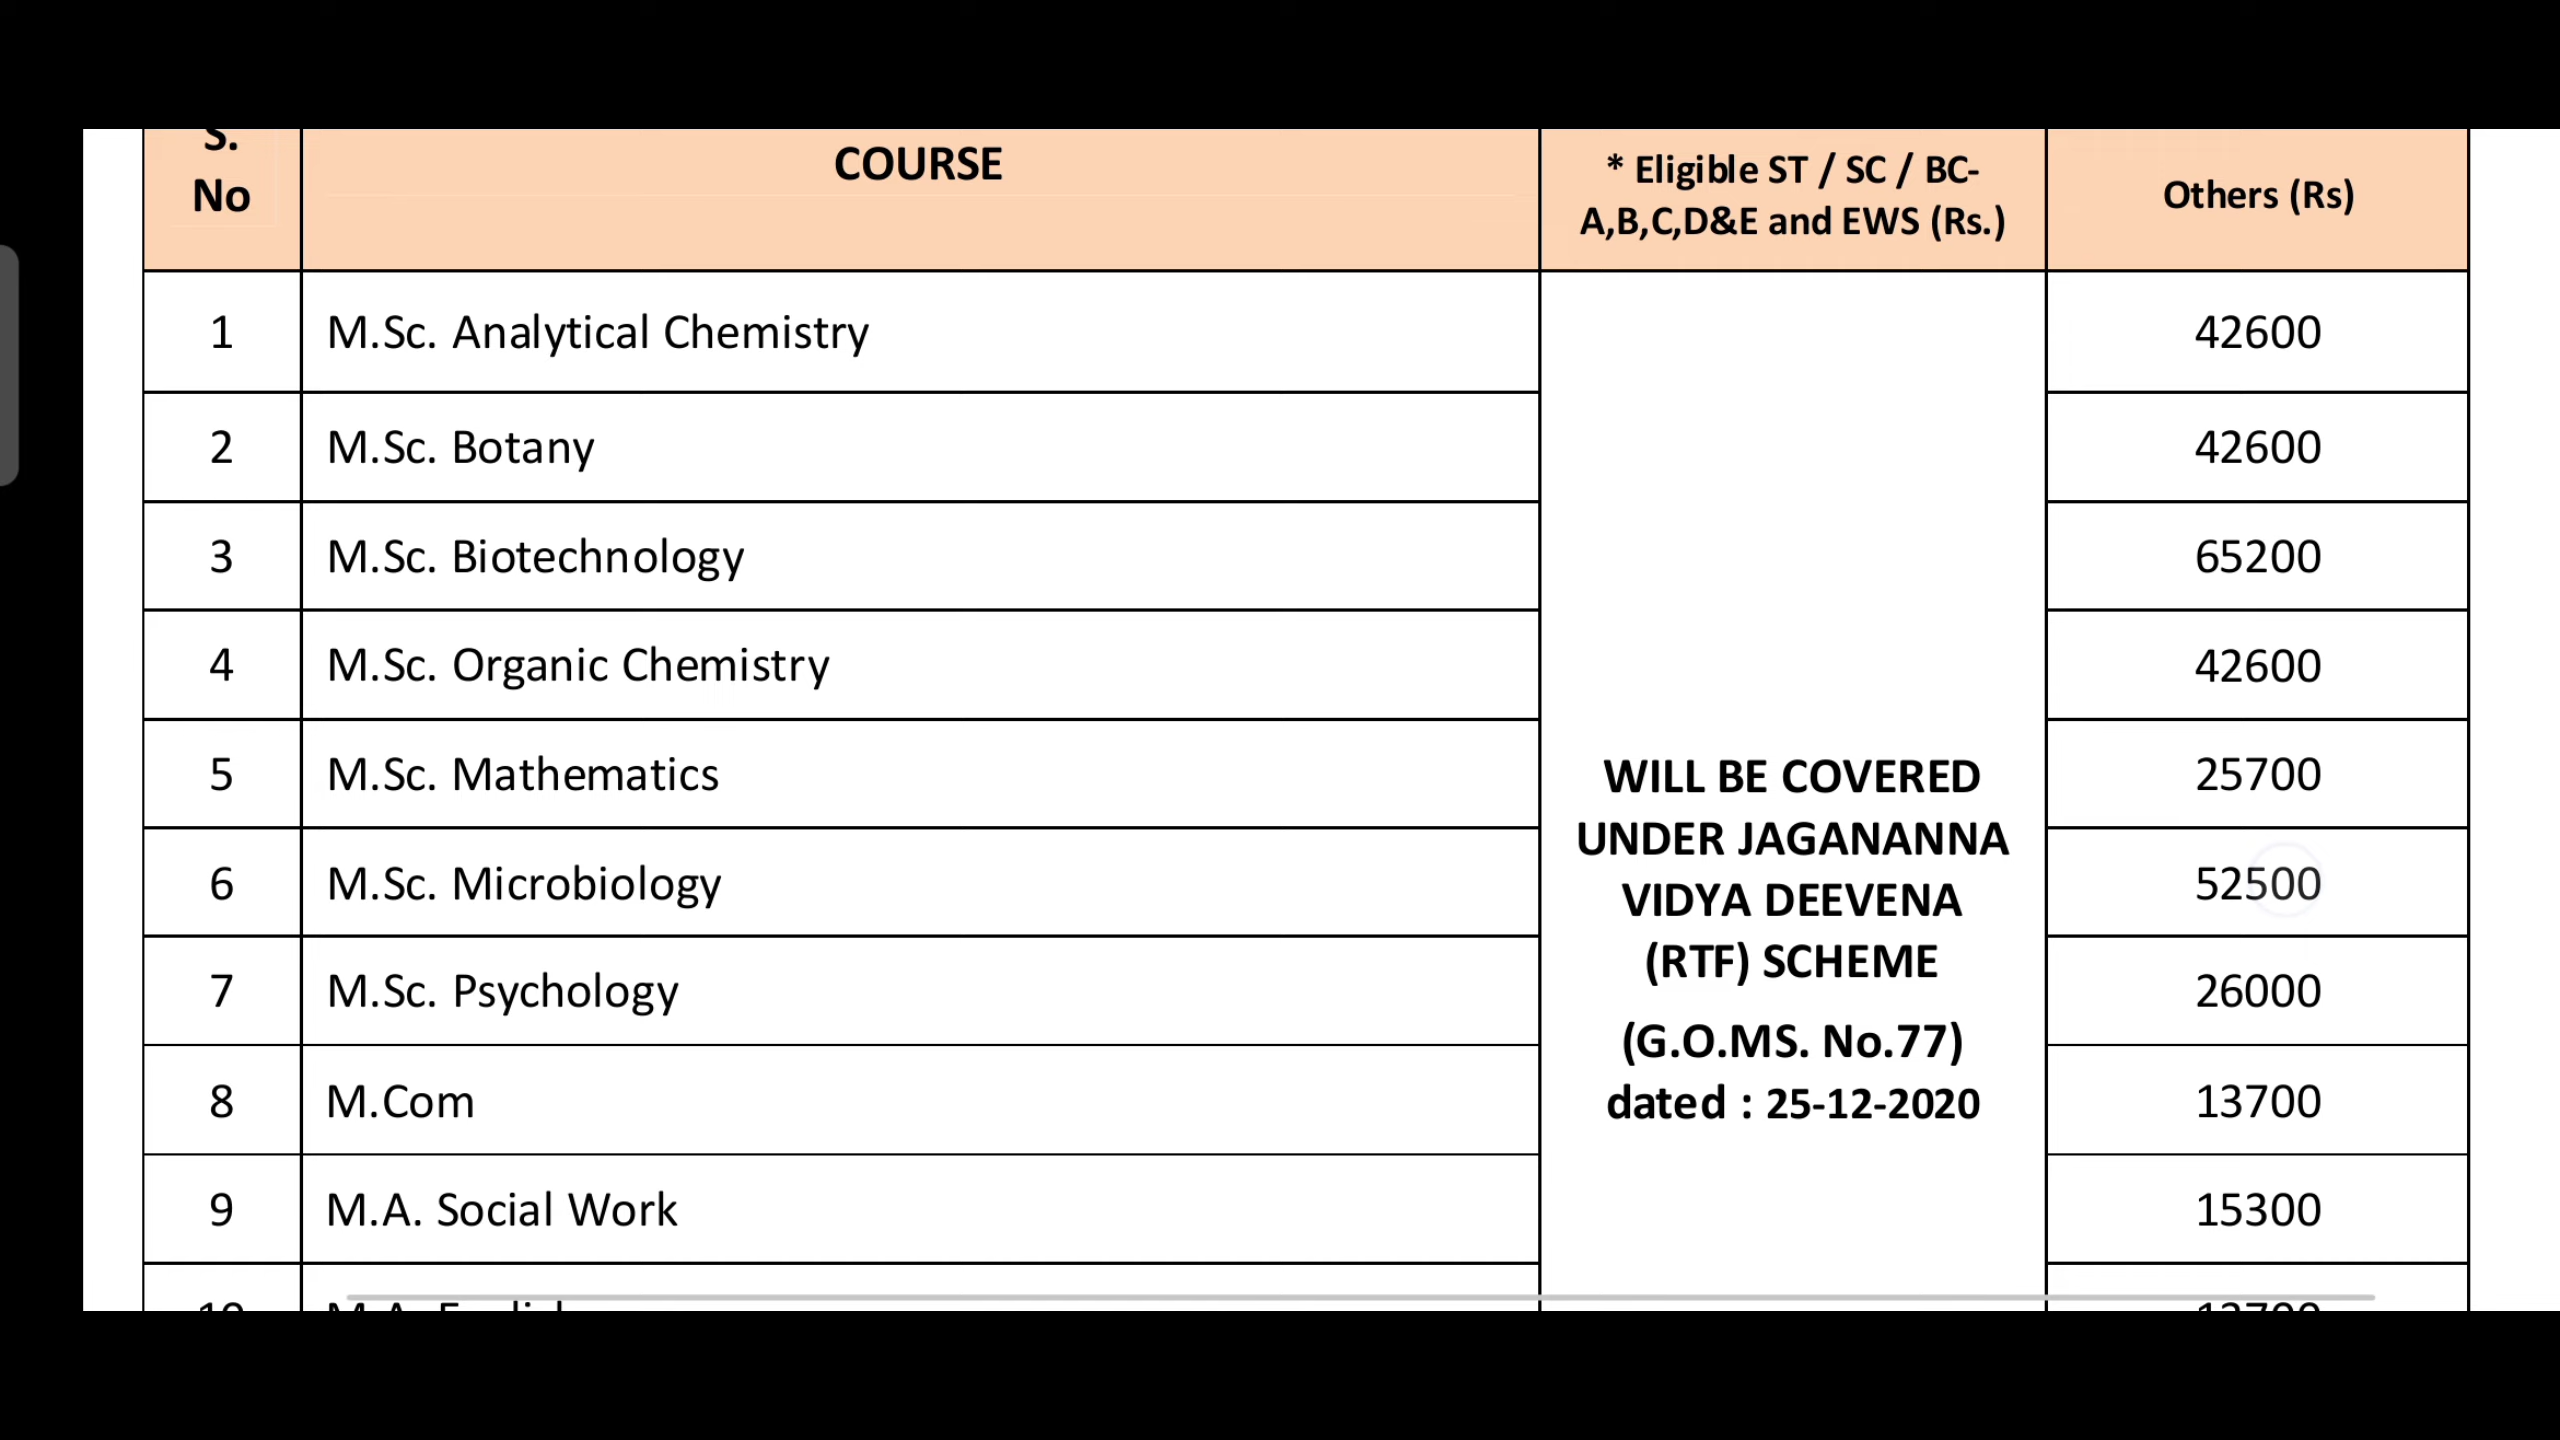 S.
No
COURSE
* Eligible ST / SC / BC-
A,B,C,D&E and EWS (Rs.)
Others (Rs)
1 M.Sc. Analytical Chemistry 42600
2 M.Sc. Botany 42600
3 M.Sc. Biotechnology 65200
4 M.Sc. Organic Chemistry 42600
5 M.Sc. Mathematics 25700
6 M.Sc. Microbiology 52500
7 M.Sc. Psychology 26000
8 M.Com 13700
9 M.A. Social Work 15300
WILL BE COVERED
UNDER JAGANANNA
VIDYA DEEVENA
(RTF) SCHEME
(G.O.MS. No.77)
dated : 25-12-2020
10 M.A.